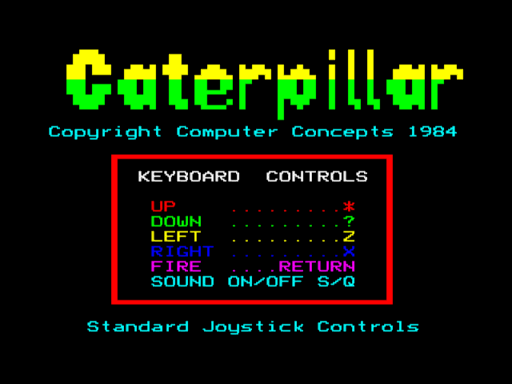 Caterpillar
Copyright Computer Concepts 1984
KEYBOARD CONTROLS
UP .........*
DOWN .........?
LEFT .........Z
RIGHT .........X
FIRE ....RETURN
SOUND ON/OFF S/Q
Standard Joystick Controls